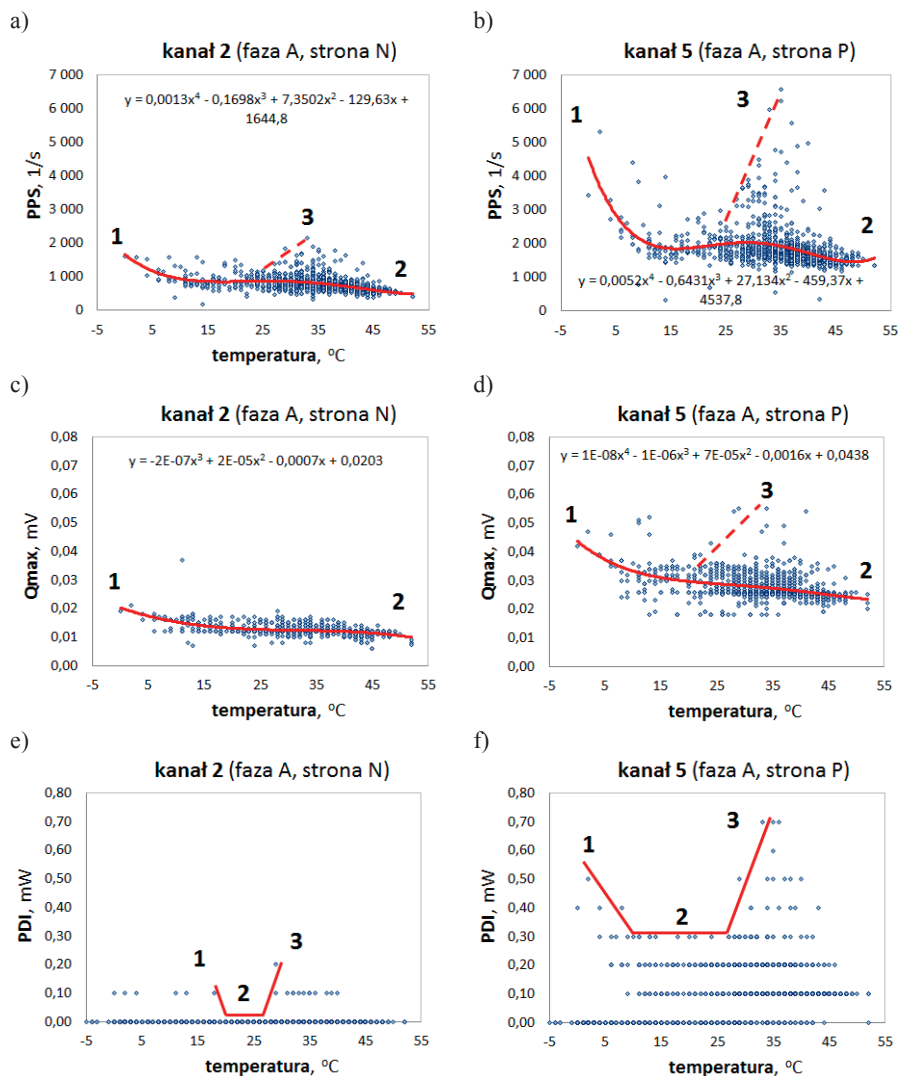 a)
kanał 2 (faza A, strona N)
7 000
6 000
5 000
4 000
3 000
2 000
1 000
0
PPS, 1/s
y = 0,0013x⁴ - 0,1698x³ + 7,3502x² - 129,63x +
1644,8
1
3
2
-5 5 15 25 35 45 55
temperatura, °C
b)
kanał 5 (faza A, strona P)
7 000
6 000
5 000
4 000
3 000
2 000
1 000
0
PPS, 1/s
1
3
2
y = 0,0052x⁴ - 0,6431x³ + 27,134x² - 459,37x +
4537,8
-5 5 15 25 35 45 55
temperatura, °C
c)
kanał 2 (faza A, strona N)
0,08
0,07
0,06
0,05
0,04
0,03
0,02
0,01
0,00
Qmax, mV
y = -2E-07x³ + 2E-05x² - 0,0007x + 0,0203
1
2
-5 5 15 25 35 45 55
temperatura, °C
d)
kanał 5 (faza A, strona P)
0,08
0,07
0,06
0,05
0,04
0,03
0,02
0,01
0,00
Qmax, mV
y = 1E-08x⁴ - 1E-06x³ + 7E-05x² - 0,0016x + 0,0438
1
3
2
-5 5 15 25 35 45 55
temperatura, °C
e)
kanał 2 (faza A, strona N)
0,80
0,70
0,60
0,50
0,40
0,30
0,20
0,10
0,00
PDI, mW
1
2
3
-5 5 15 25 35 45 55
temperatura, °C
f)
kanał 5 (faza A, strona P)
0,80
0,70
0,60
0,50
0,40
0,30
0,20
0,10
0,00
PDI, mW
1
2
3
-5 5 15 25 35 45 55
temperatura, °C